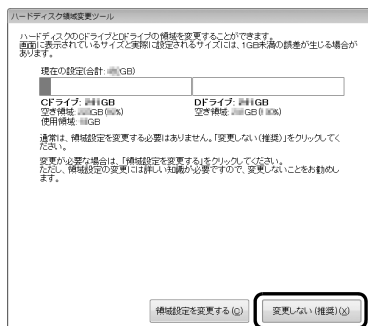 ハードディスク領域変更ツール
ハードディスクのCドライブとDドライブの領域を変更することができます。
画面に表示されているサイズと実際に設定されるサイズには、1GB未満の誤差が生じる場合が
あります。
現在の設定(合計: GB)
Cドライブ: GB
空き領域: GB( %)
使用領域: GB
Dドライブ: GB
空き領域: GB( %)
通常は、領域設定を変更する必要はありません。「変更しない(推奨)」をクリックしてく
ださい。
変更が必要な場合は、「領域設定を変更する」をクリックしてください。
ただし、領域設定の変更には詳しい知識が必要ですので、変更しないことをお勧めし
ます。
領域設定を変更する(C)
変更しない(推奨)(X)